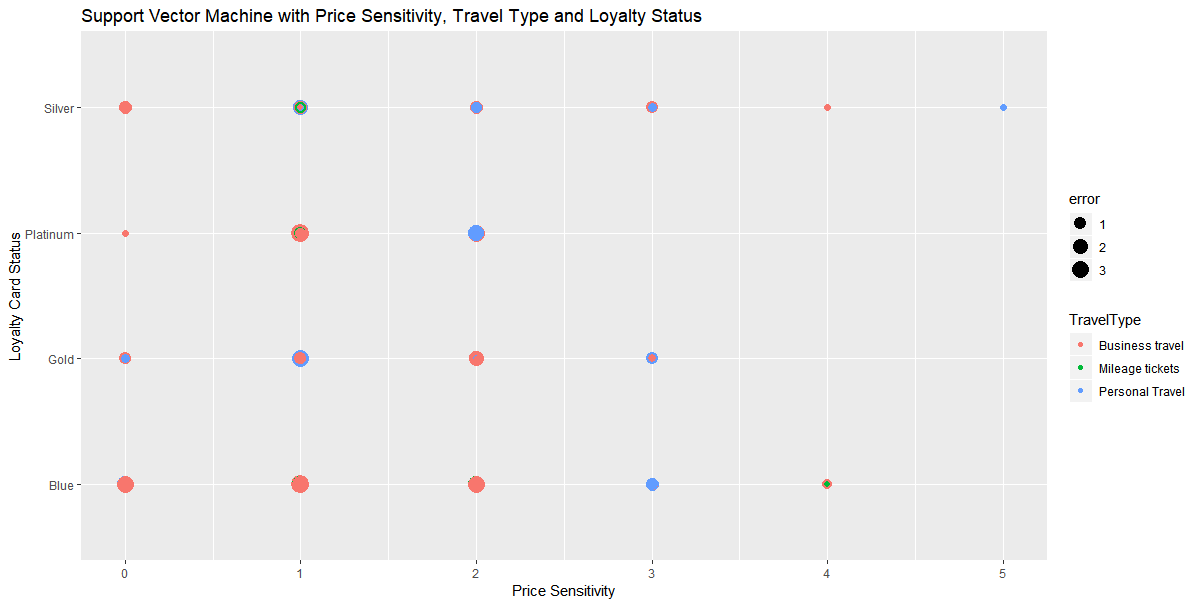 Support Vector Machine with Price Sensitivity, Travel Type and Loyalty Status
Loyalty Card Status
Silver
Platinum
Gold
Blue
0 1 2 3 4 5
Price Sensitivity
error
1
2
3
TravelType
Business travel
Mileage tickets
Personal Travel